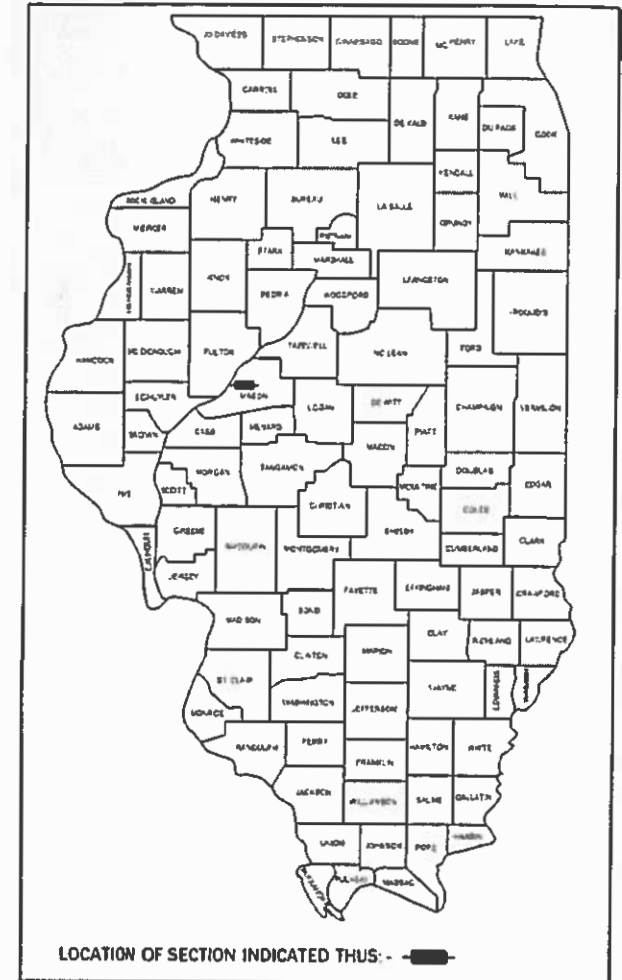 JO DAVIESS STEPHENSON WINNEBAGO BOONE MC HENRY LAKE
CARROLL OGLE
DE KALB KANE DU PAGE COOK
WHITESIDE LEE
KENDALL WILL
ROCK ISLAND HENRY BUREAU LA SALLE GRUNDY
MERCER PUTNAM KANKAKEE
STARK MARSHALL
HENDERSON WARREN KNOX PEORIA WOODFORD LIVINGSTON IROQUOIS
HANCOCK MC DONOUGH FULTON TAZEWELL MC LEAN FORD
SCHUYLER MASON LOGAN DE WITT CHAMPAIGN VERMILION
ADAMS BROWN CASS MENARD MACON PIATT
MORGAN SANGAMON DOUGLAS EDGAR
PIKE SCOTT CHRISTIAN MOULTRIE COLES
GREENE MACOUPIN MONTGOMERY SHELBY CUMBERLAND CLARK
CALHOUN JERSEY FAYETTE EFFINGHAM JASPER CRAWFORD
MADISON BOND CLAY RICHLAND LAWRENCE
CLINTON MARION
ST CLAIR WASHINGTON JEFFERSON WAYNE EDWARDS
MONROE RANDOLPH PERRY HAMILTON WHITE
FRANKLIN
JACKSON WILLIAMSON SALINE GALLATIN
UNION JOHNSON POPE HARDIN
PULASKI MASSAC
LOCATION OF SECTION INDICATED THUS: -